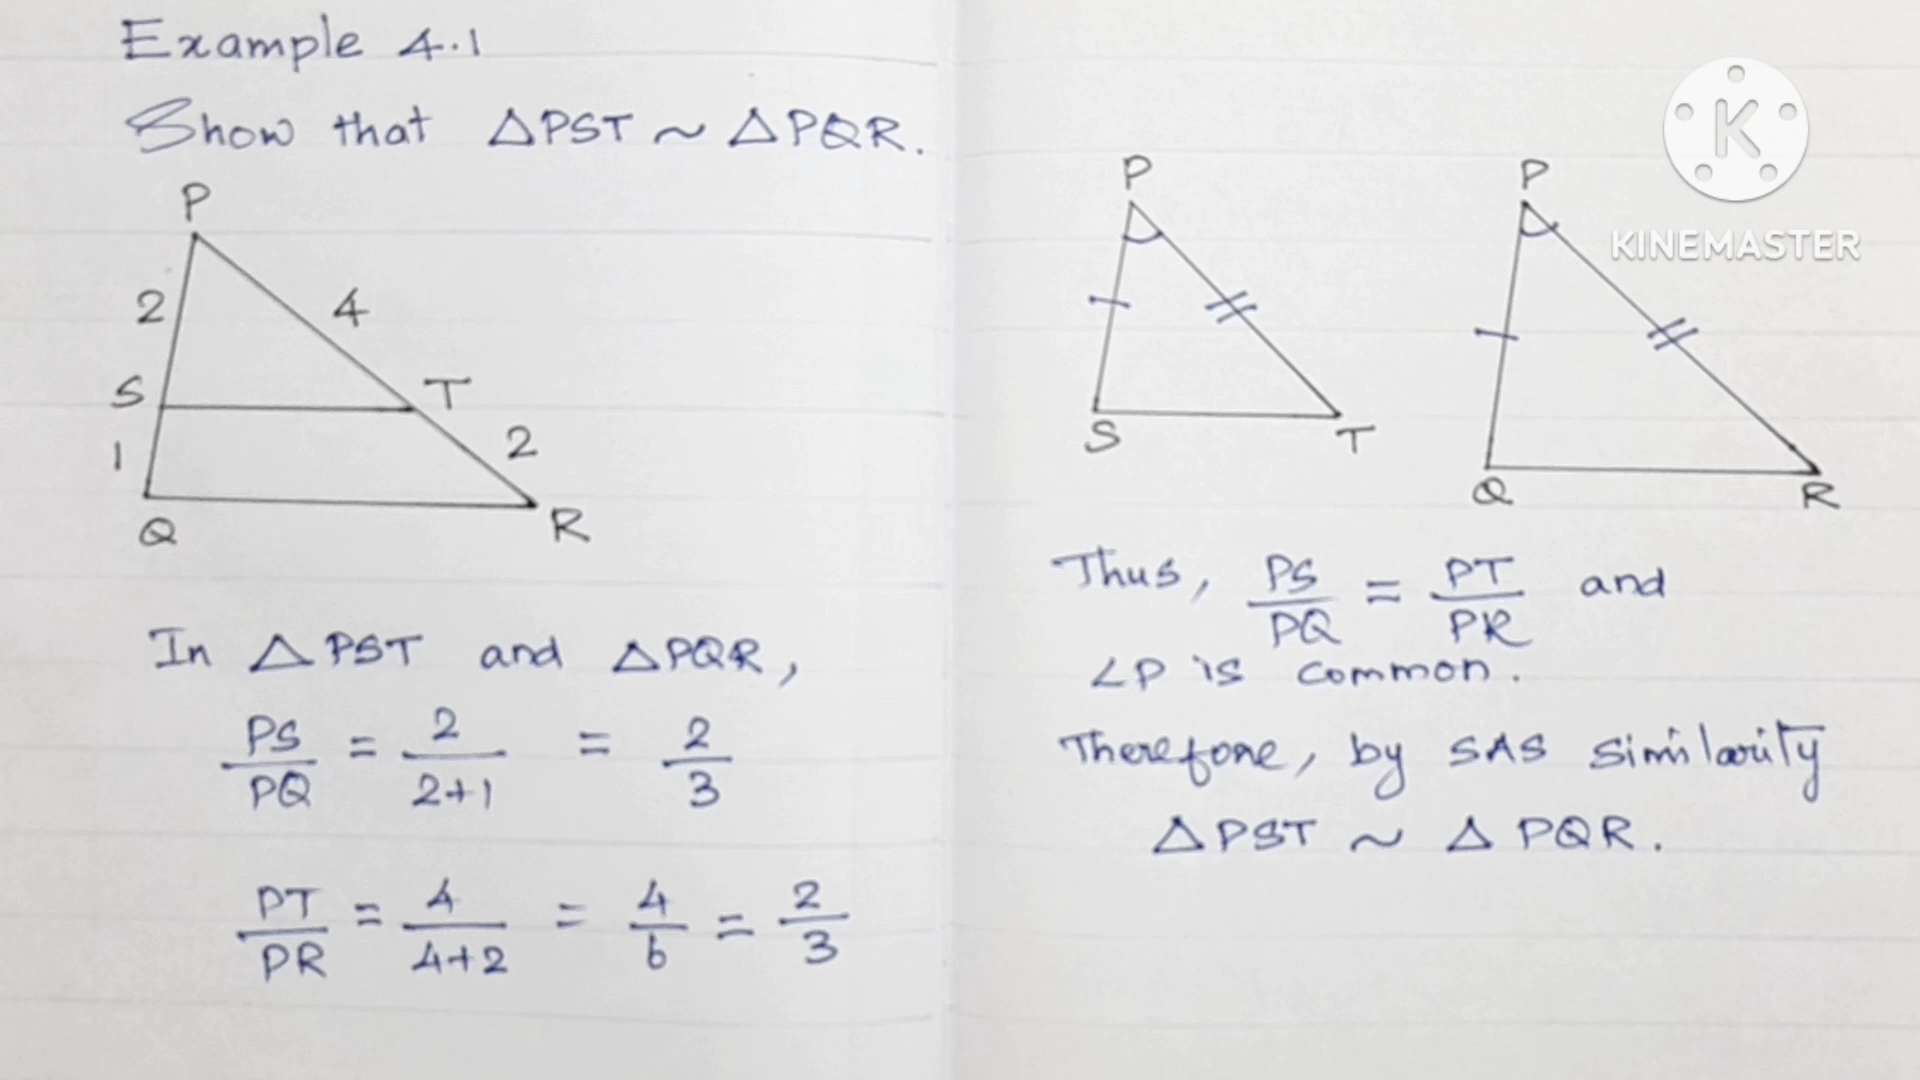 Example 4.1
Show that △PST ~ △PQR.
P
2
4
S
T
1
2
Q
R
In △PST and △PQR,
PS/PQ = 2/2+1 = 2/3
PT/PR = 4/4+2 = 4/6 = 2/3
P
S
T
P
Q
R
K
KINEMASTER
Thus, PS/PQ = PT/PR and
∠P is common.
Therefore, by SAS similarity
△PST ~ △PQR.